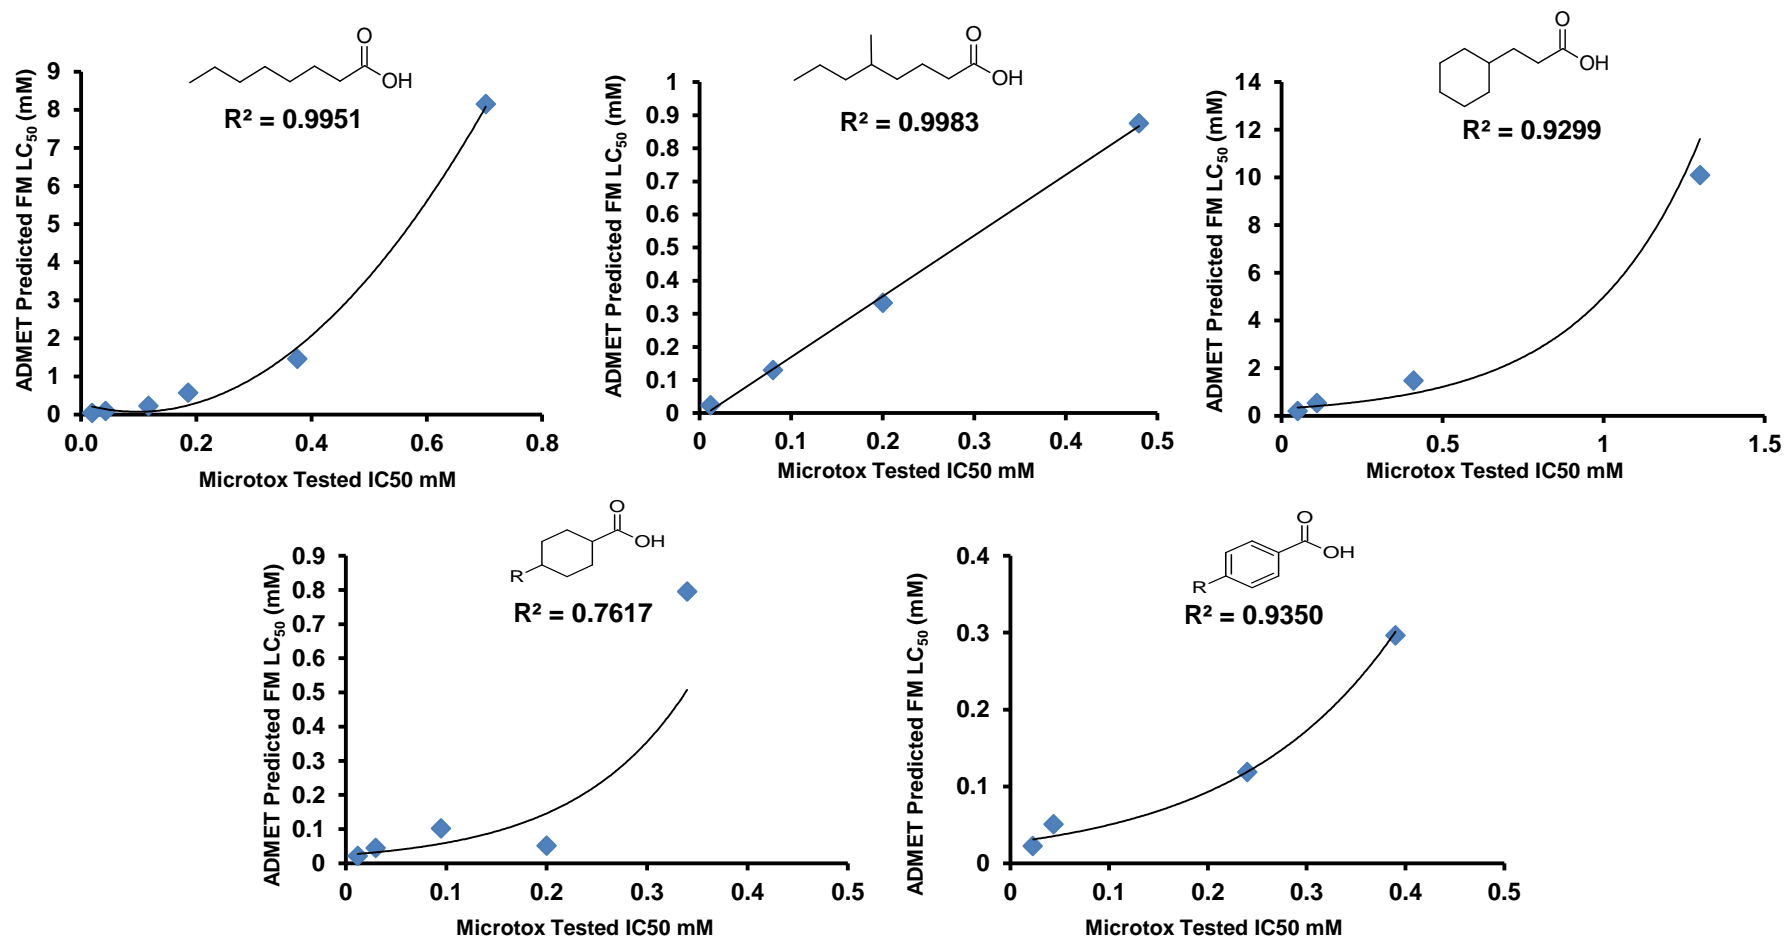 ADMET Predicted FM LC₅₀ (mM)
9
8
7
6
5
4
3
2
1
0
0.0
0.2
0.4
0.6
0.8
Microtox Tested IC50 mM
O
OH
R² = 0.9951
ADMET Predicted FM LC₅₀ (mM)
1
0.9
0.8
0.7
0.6
0.5
0.4
0.3
0.2
0.1
0
0
0.1
0.2
0.3
0.4
0.5
Microtox Tested IC50 mM
O
OH
R² = 0.9983
ADMET Predicted FM LC₅₀ (mM)
14
12
10
8
6
4
2
0
0
0.5
1
1.5
Microtox Tested IC50 mM
O
OH
R² = 0.9299
ADMET Predicted FM LC₅₀ (mM)
0.9
0.8
0.7
0.6
0.5
0.4
0.3
0.2
0.1
0
0
0.1
0.2
0.3
0.4
0.5
Microtox Tested IC50 mM
O
OH
R
R² = 0.7617
ADMET Predicted FM LC₅₀ (mM)
0.4
0.3
0.2
0.1
0
0
0.1
0.2
0.3
0.4
0.5
Microtox Tested IC50 mM
O
OH
R
R² = 0.9350